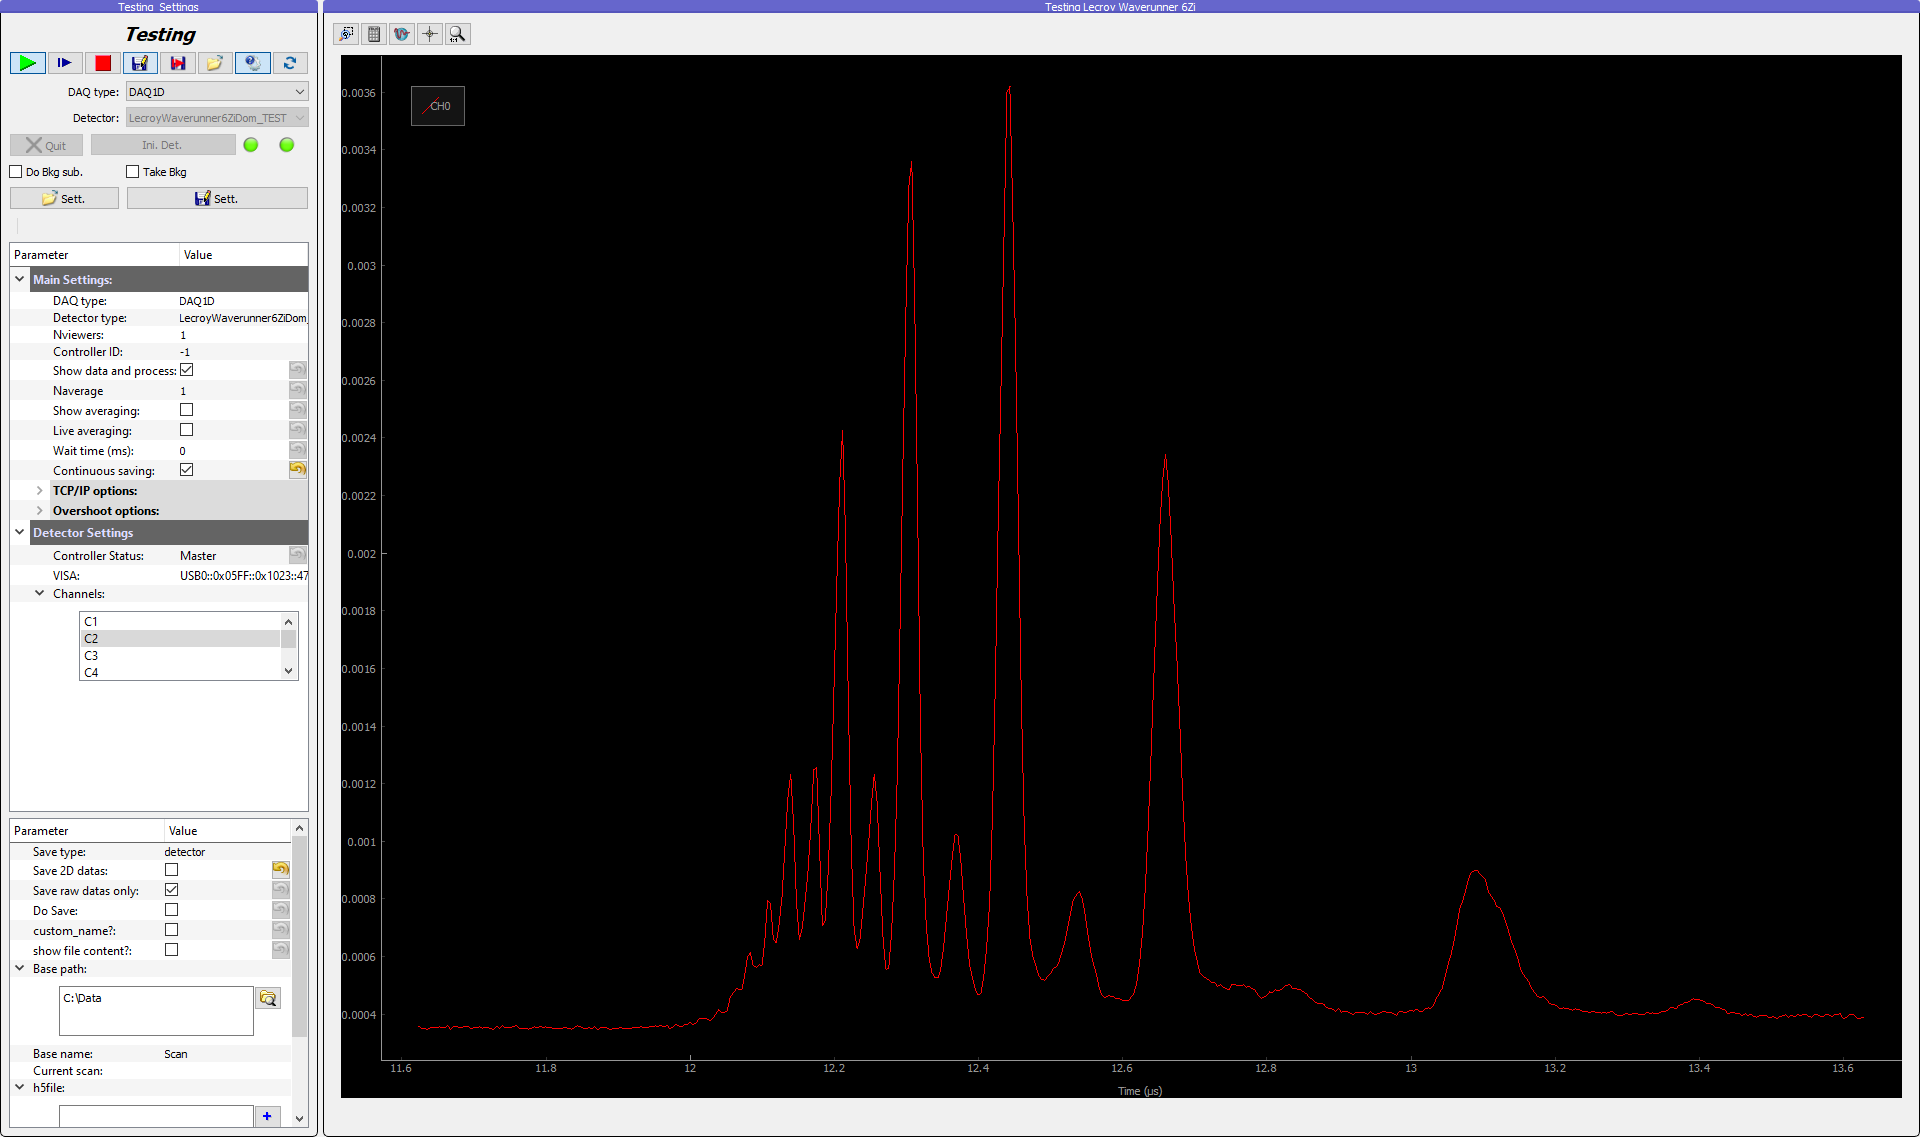 Testing_Settings
Testing
DAQ type: DAQ1D
Detector: LecroyWaverunner6ZiDom_TEST
Quit Ini. Det.
Do Bkg sub. Take Bkg
Sett. Sett.
Parameter Value
Main Settings:
DAQ type: DAQ1D
Detector type: LecroyWaverunner6ZiDom_
Nviewers: 1
Controller ID: -1
Show data and process:
Naverage 1
Show averaging:
Live averaging:
Wait time (ms): 0
Continuous saving:
TCP/IP options:
Overshoot options:
Detector Settings
Controller Status: Master
VISA: USB0::0x05FF::0x1023::47
Channels:
C1
C2
C3
C4
Parameter Value
Save type: detector
Save 2D datas:
Save raw datas only:
Do Save:
custom_name?:
show file content?:
Base path:
C:\Data
Base name: Scan
Current scan:
h5file:
Testing Lecroy Waverunner 6Zi
1:1
CH0
0.0036
0.0034
0.0032
0.003
0.0028
0.0026
0.0024
0.0022
0.002
0.0018
0.0016
0.0014
0.0012
0.001
0.0008
0.0006
0.0004
11.6 11.8 12 12.2 12.4 12.6 12.8 13 13.2 13.4 13.6
Time (µs)